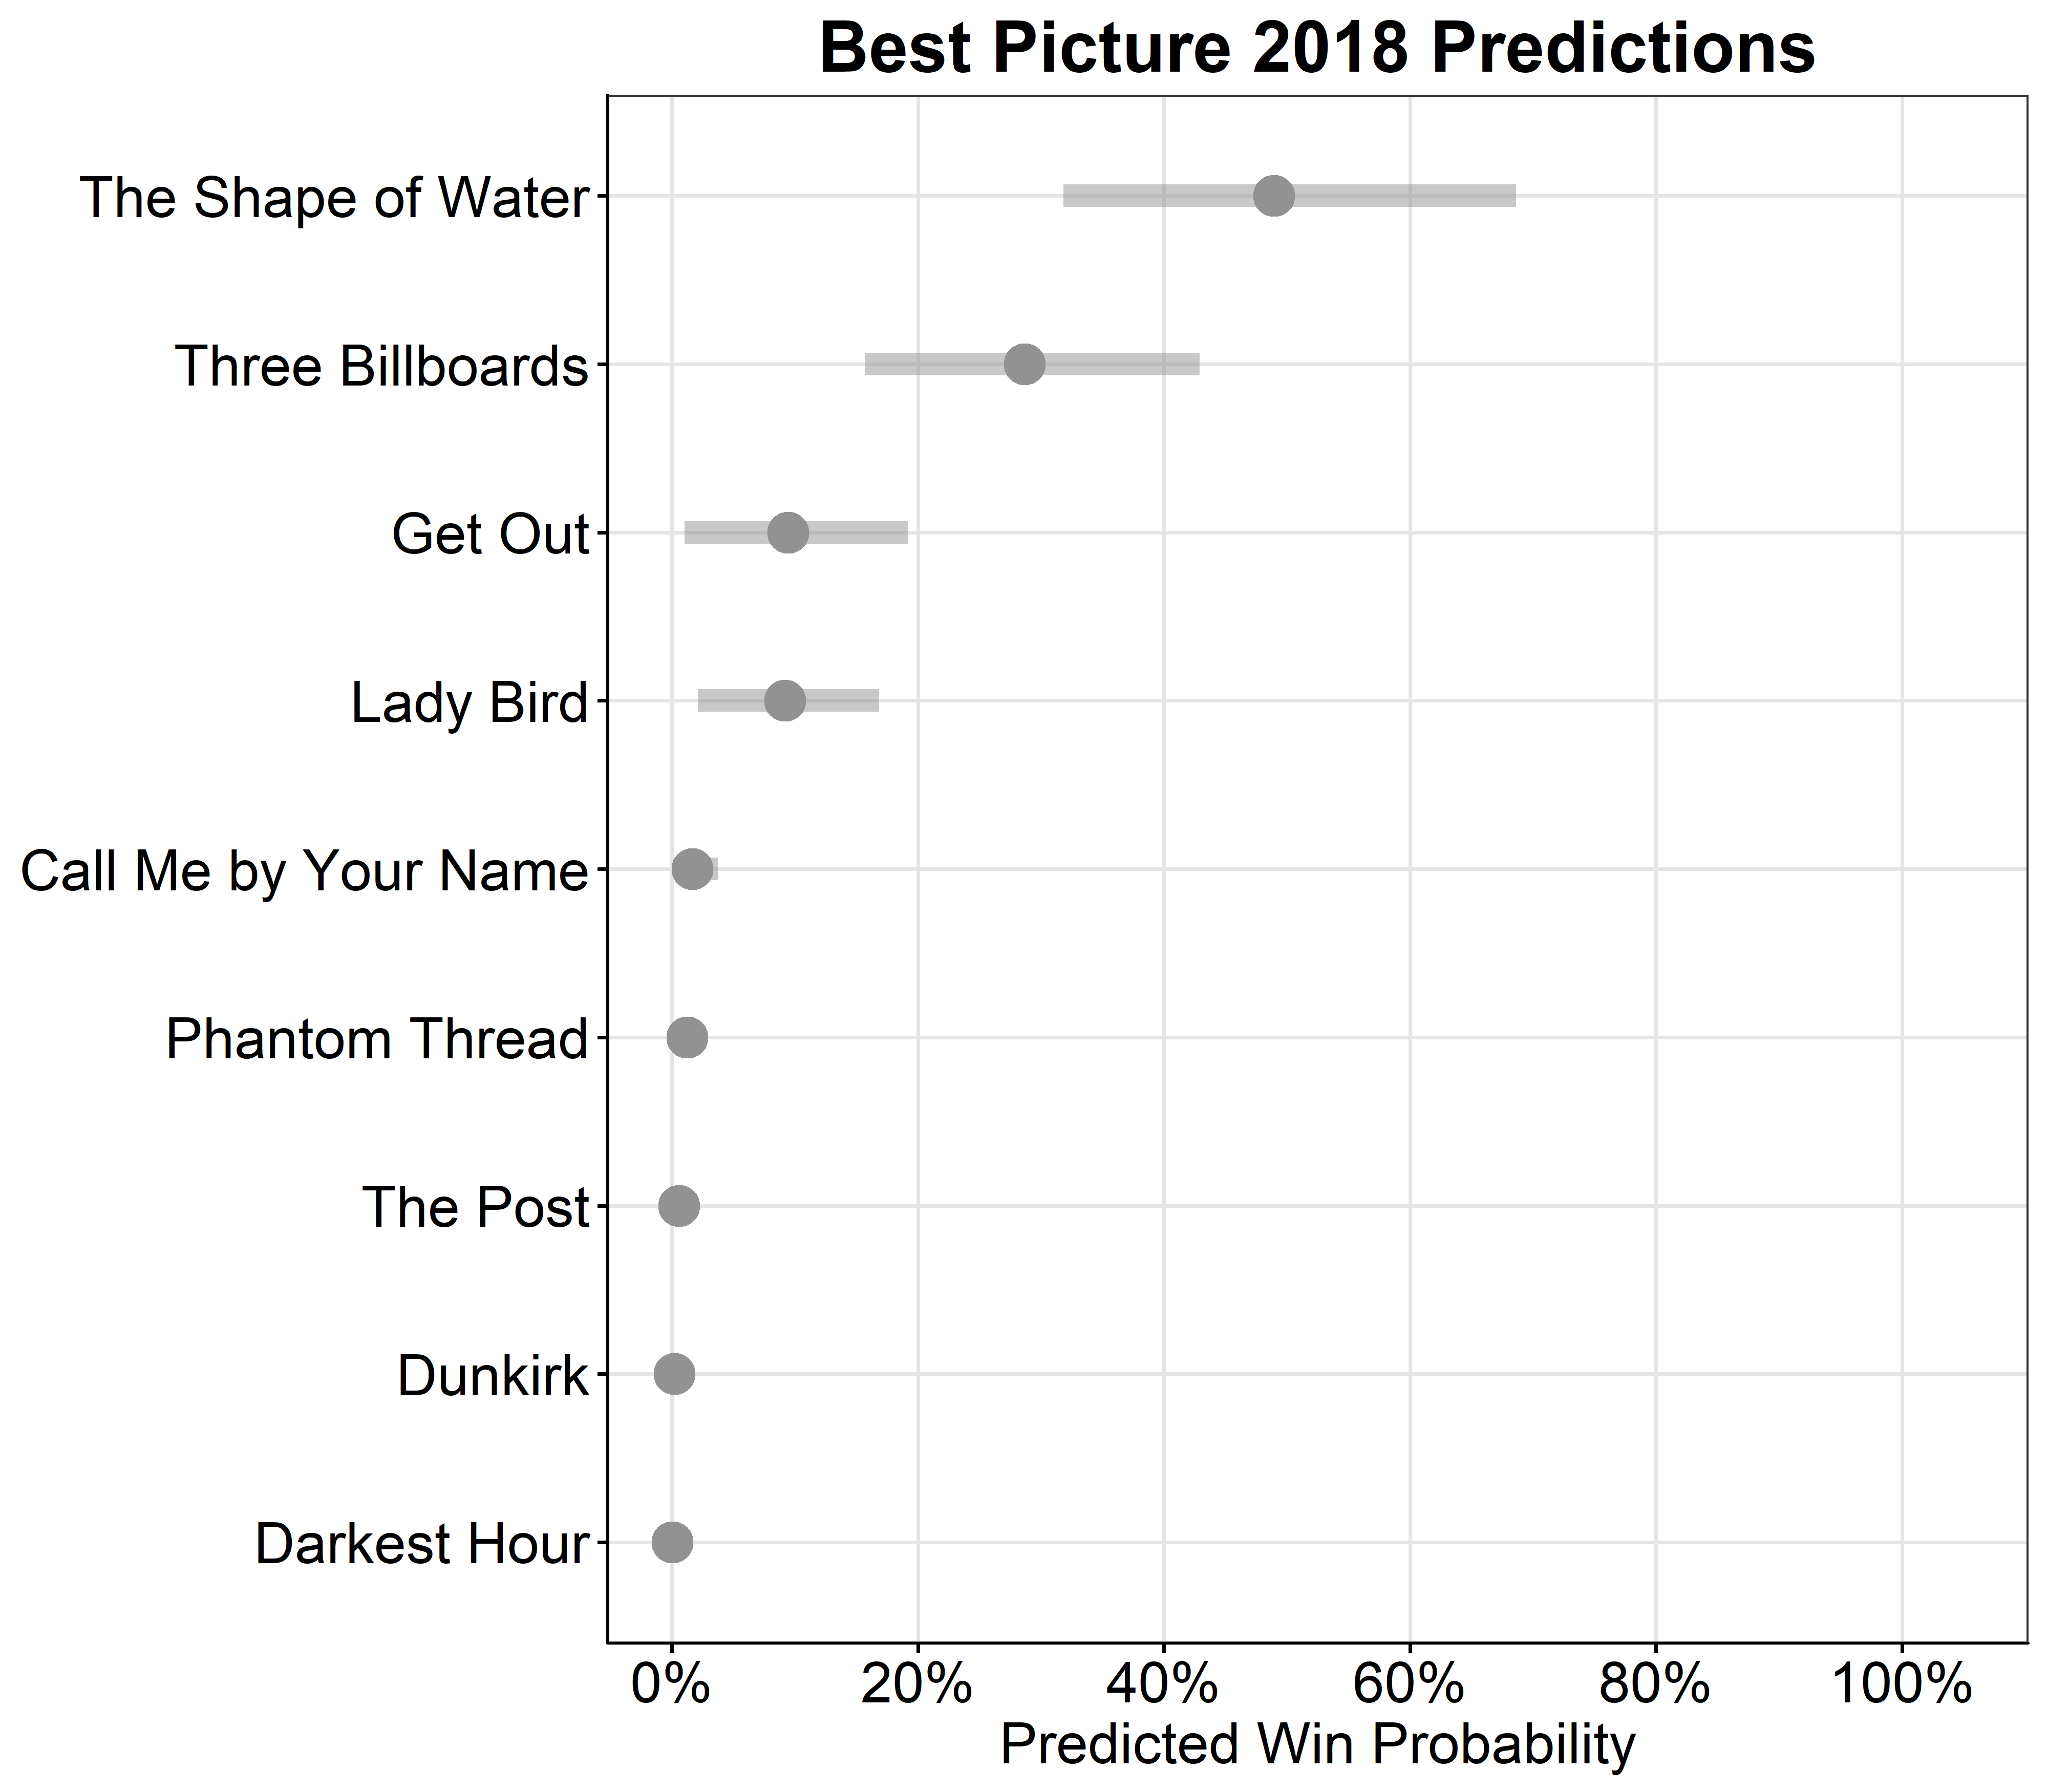 Best Picture 2018 Predictions
The Shape of Water
Three Billboards
Get Out
Lady Bird
Call Me by Your Name
Phantom Thread
The Post
Dunkirk
Darkest Hour
0% 20% 40% 60% 80% 100%
Predicted Win Probability